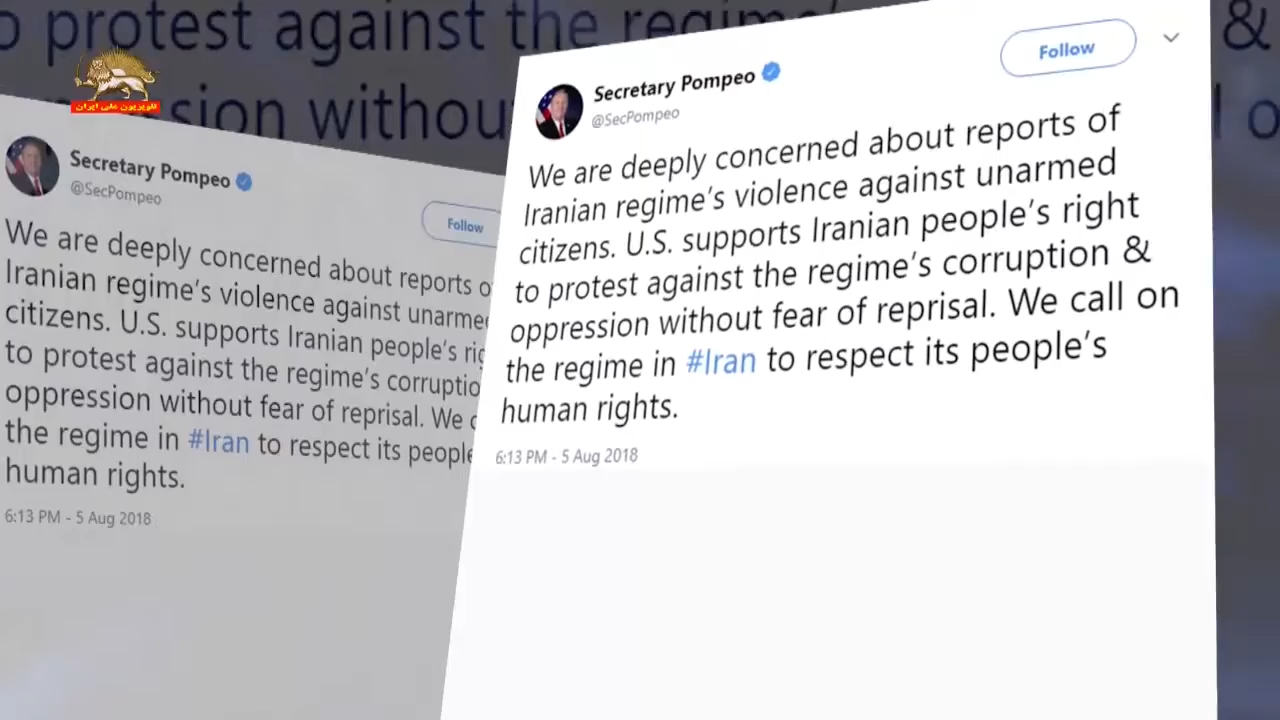 o protest against the regime'
&
ssion withou
l o
تلویزیون ملی ایران
Secretary Pompeo
@SecPompeo
Follow
We are deeply concerned about reports o
Iranian regime's violence against unarme
citizens. U.S. supports Iranian people's rig
to protest against the regime's corruptio
oppression without fear of reprisal. We c
the regime in #Iran to respect its people
human rights.
6:13 PM - 5 Aug 2018
Secretary Pompeo
@SecPompeo
Follow
We are deeply concerned about reports of
Iranian regime's violence against unarmed
citizens. U.S. supports Iranian people's right
to protest against the regime's corruption &
oppression without fear of reprisal. We call on
the regime in #Iran to respect its people's
human rights.
6:13 PM - 5 Aug 2018